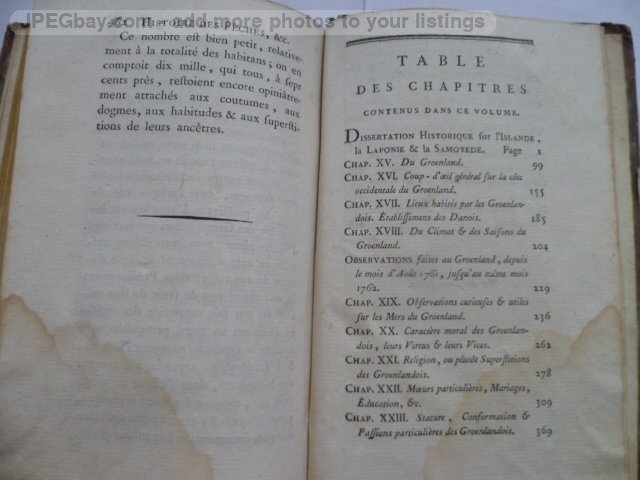 JPEGbay.com - add more photos to your listings
HISTOIRE DES PÊCHES, &c.
Ce nombre est bien petit, relative-
ment à la totalité des habitans; on en
comptoit dix mille, qui tous, à ſept
cents près, reſtoient encore opiniâtre-
ment attachés aux coutumes, aux
dogmes, aux habitudes & aux ſuperſti-
tions de leurs ancêtres.
TABLE
DES CHAPITRES
CONTENUS DANS CE VOLUME.
DISSERTATION HISTORIQUE ſur l'ISLANDE,
la LAPONIE & la SAMOYEDE. Page 1
CHAP. XV. Du Groenland. 99
CHAP. XVI. Coup-d'œil général ſur la côte
occidentale du Groenland. 155
CHAP. XVII. Lieux habités par les Groenlan-
dois. Établiſſemens des Danois. 185
CHAP. XVIII. Du Climat & des Saiſons du
Groenland. 204
OBSERVATIONS faites au Groenland, depuis
le mois d'Août 1761, juſqu'au même mois
1762. 229
CHAP. XIX. Obſervations curieuſes & utiles
ſur les Mers du Groenland. 236
CHAP. XX. Caractère moral des Groenlan-
dois, leurs Vertus & leurs Vices. 262
CHAP. XXI. Religion, ou plutôt Superſtitions
des Groenlandois. 278
CHAP. XXII. Mœurs particulières, Mariages,
Éducation, &c. 309
CHAP. XXIII. Stature, Conformation &
Paſſions particulières des Groenlandois. 369